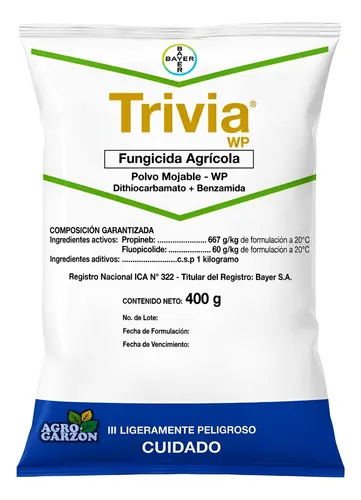 BAYER
BAYER
Trivia®
WP
Fungicida Agrícola
Polvo Mojable - WP
Dithiocarbamato + Benzamida
COMPOSICIÓN GARANTIZADA
Ingredientes activos: Propineb: .................... 667 g/kg de formulación a 20°C
Fluopicolide: ................. 60 g/kg de formulación a 20°C
Ingredientes aditivos: .........................c.s.p 1 kilogramo
Registro Nacional ICA N° 322 - Titular del Registro: Bayer S.A.
CONTENIDO NETO: 400 g
No. de Lote:
Fecha de Formulación:
Fecha de Vencimiento:
AGRO
GARZON
III LIGERAMENTE PELIGROSO
CUIDADO